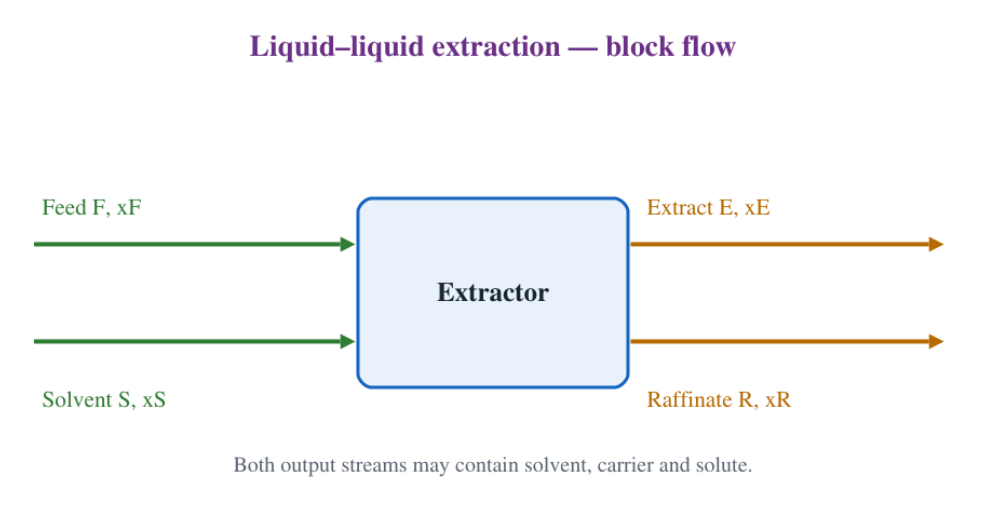 Liquid–liquid extraction — block flow
Feed F, xF
Extract E, xE
Extractor
Solvent S, xS
Raffinate R, xR
Both output streams may contain solvent, carrier and solute.